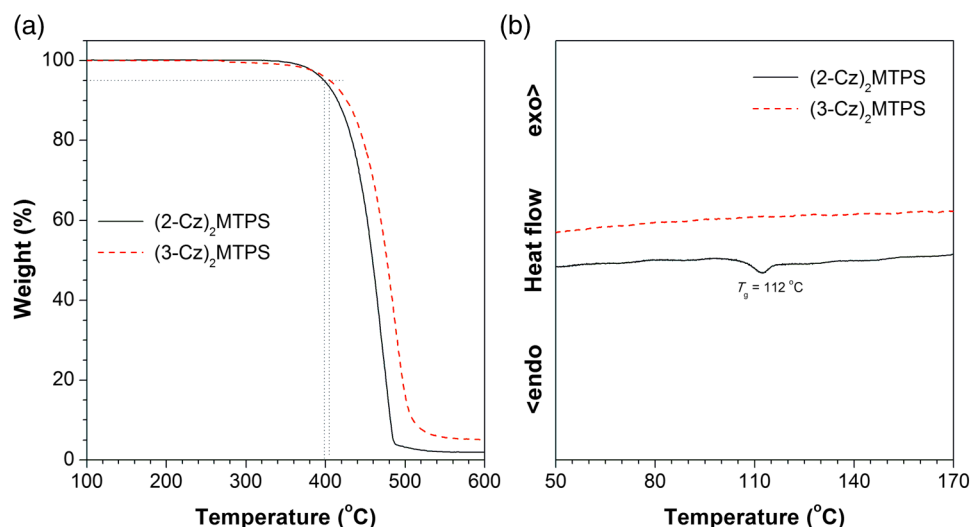 (a)
100
80
60
40
20
0
Weight (%)
(2-Cz)₂MTPS
(3-Cz)₂MTPS
100 200 300 400 500 600
Temperature (°C)
(b)
exo>
Heat flow
<endo
(2-Cz)₂MTPS
(3-Cz)₂MTPS
Tg = 112 °C
50 80 110 140 170
Temperature (°C)